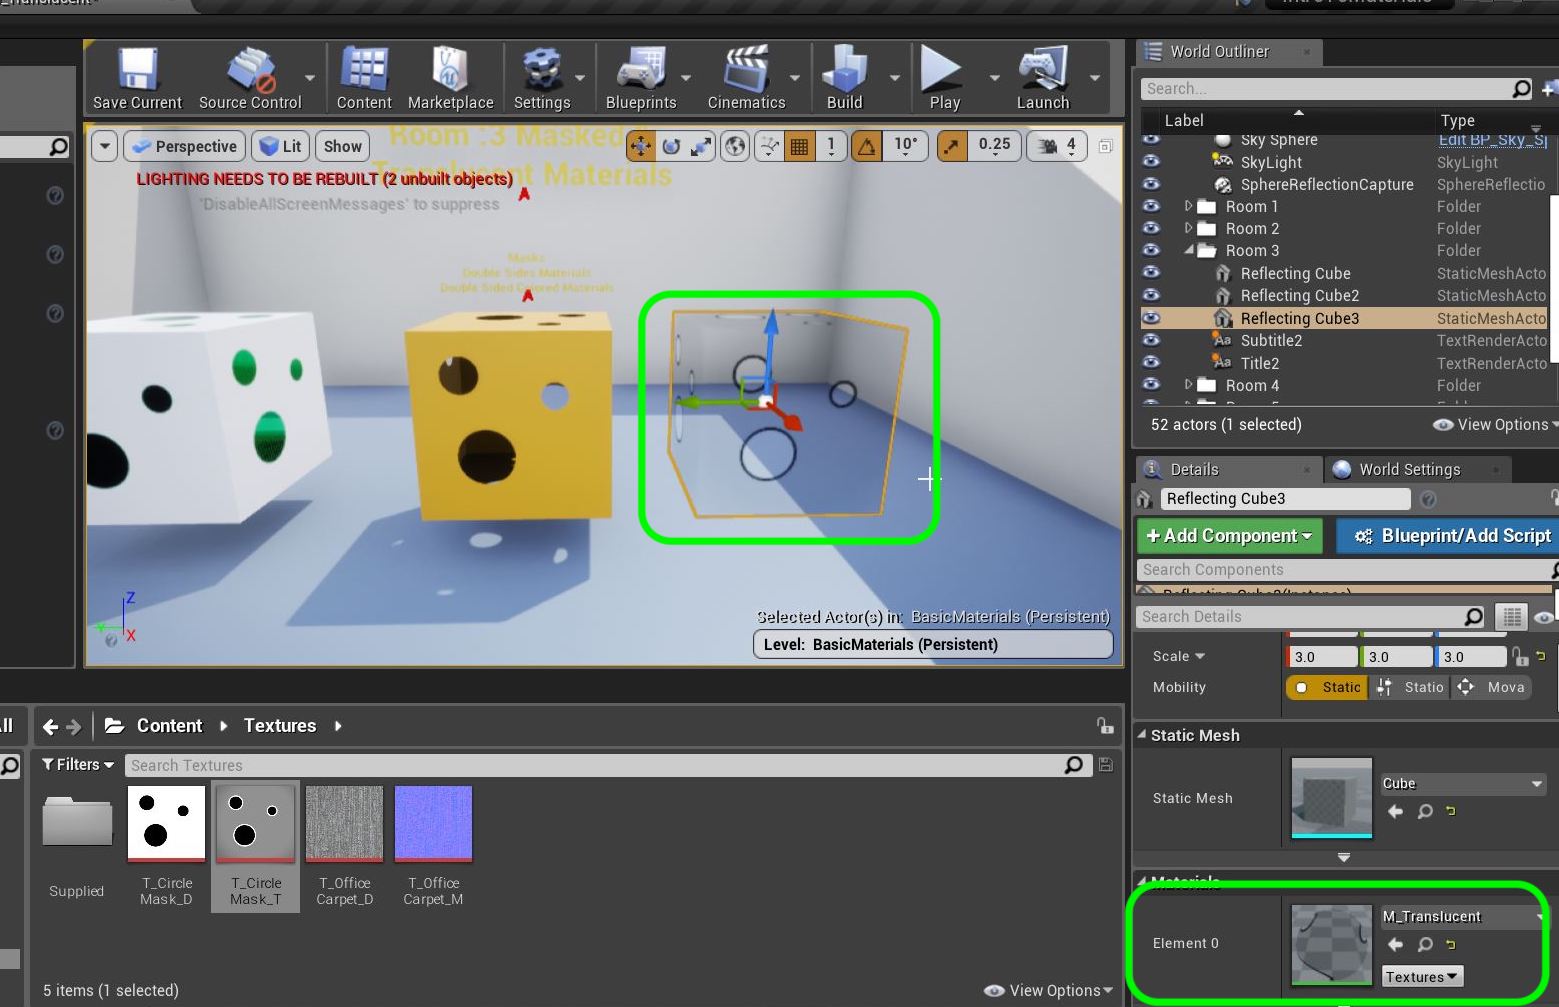 Save Current
Source Control
Content
Marketplace
Settings
Blueprints
Cinematics
Build
Play
Launch
Perspective
Lit
Show
1
10°
0.25
4
Room :3 Masked
Translucent Materials
LIGHTING NEEDS TO BE REBUILT (2 unbuilt objects)
'DisableAllScreenMessages' to suppress
Masks
Double Sides Materials
Double Sided Colored Materials
Z
X
Selected Actor(s) in: BasicMaterials (Persistent)
Level: BasicMaterials (Persistent)
Content
Textures
Filters
Search Textures
Supplied
T_Circle
Mask_D
T_Circle
Mask_T
T_Office
Carpet_D
T_Office
Carpet_M
5 items (1 selected)
View Options
World Outliner
Search...
Label
Type
Sky Sphere
Edit BP_Sky_S
SkyLight
SkyLight
SphereReflectionCapture
SphereReflectio
Room 1
Folder
Room 2
Folder
Room 3
Folder
Reflecting Cube
StaticMeshActo
Reflecting Cube2
StaticMeshActo
Reflecting Cube3
StaticMeshActo
Subtitle2
TextRenderActo
Title2
TextRenderActo
Room 4
Folder
52 actors (1 selected)
View Options
Details
World Settings
Reflecting Cube3
+ Add Component
Blueprint/Add Script
Search Components
Search Details
Scale
3.0
3.0
3.0
Mobility
Static
Statio
Mova
Static Mesh
Static Mesh
Cube
Materials
Element 0
M_Translucent
Textures